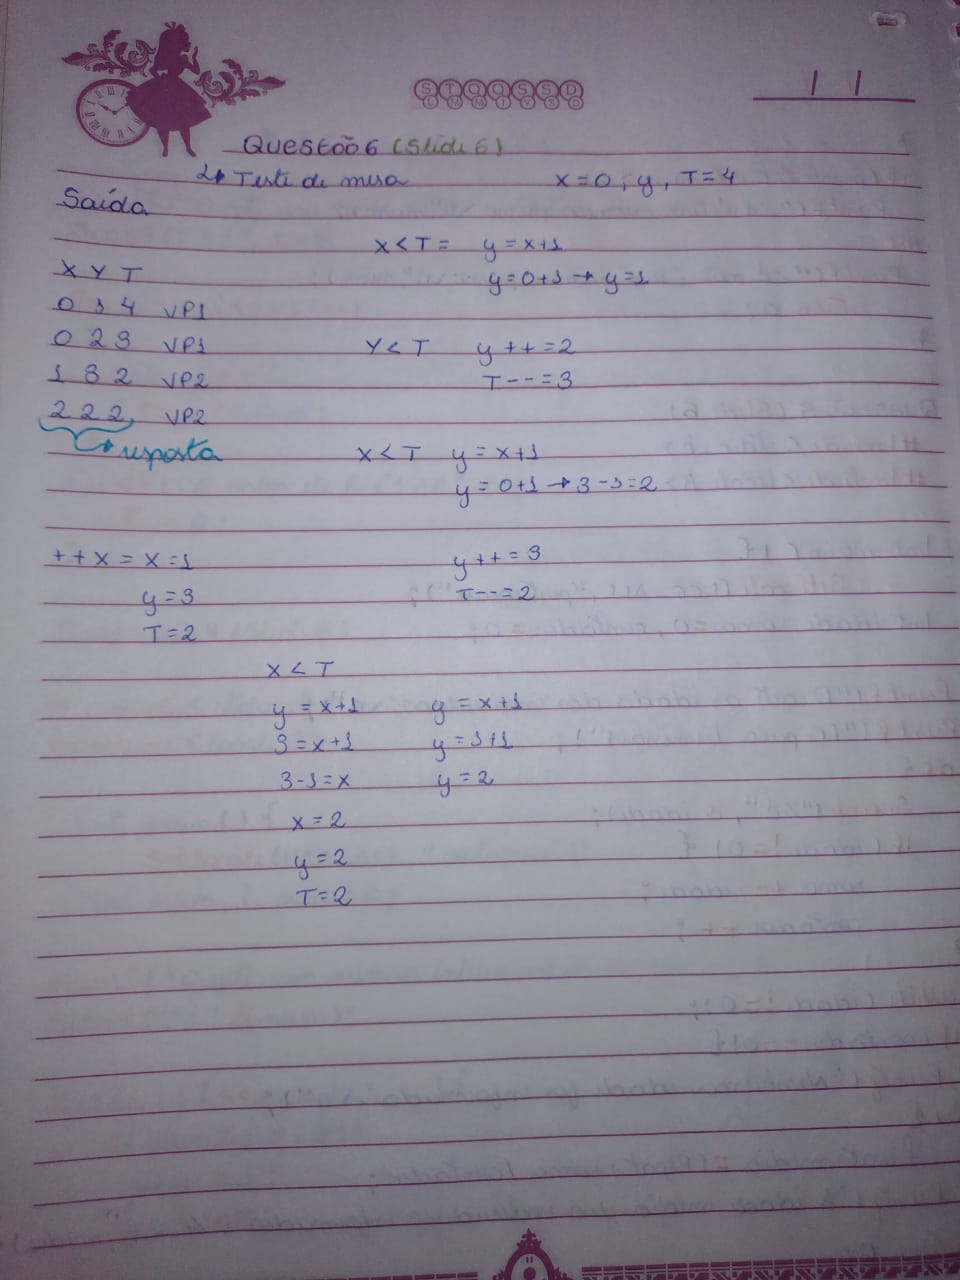 S T Q Q S S D
L M M J V S D
Questão 6 (Slide 6)
↳ Teste de mesa x=0, y, T=4
Saída
x < T = y = x+1
y = 0+1 → y=1
X Y T
0 1 4 VP1
0 2 3 VP1
Y < T y ++ = 2
T -- = 3
1 3 2 VP2
2 2 2 VP2
→ resposta
x < T y = x+1
y = 0+1 → 3-1=2
++x = x = 1 y++ = 3
y = 3 T-- = 2
T = 2
x < T
y = x+1 y = x+1
3 = x+1 y = 1+1
3-1 = x y = 2
x = 2
y = 2
T = 2